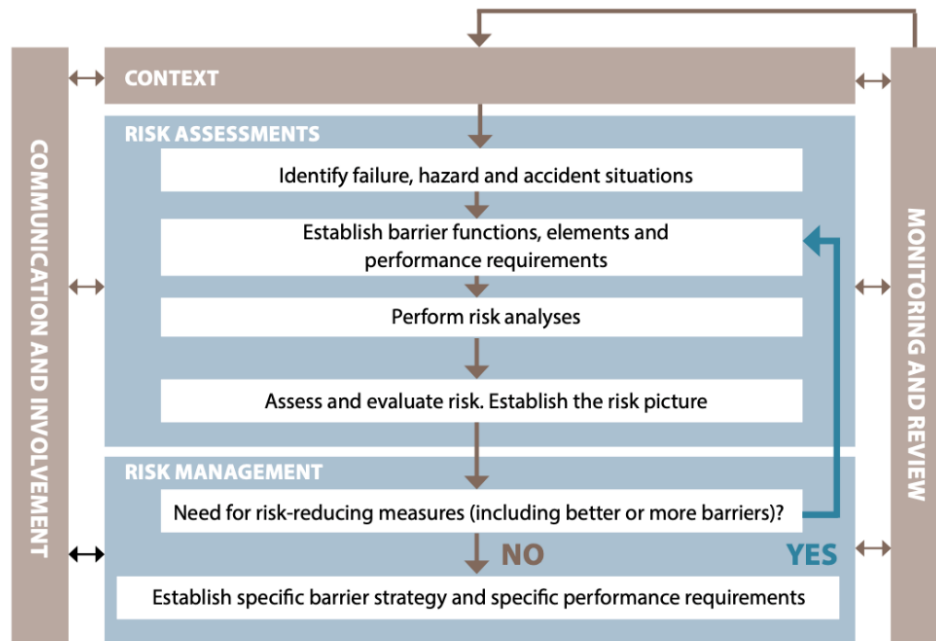 CONTEXT
RISK ASSESSMENTS
Identify failure, hazard and accident situations
Establish barrier functions, elements and
performance requirements
Perform risk analyses
Assess and evaluate risk. Establish the risk picture
RISK MANAGEMENT
Need for risk-reducing measures (including better or more barriers)?
NO
YES
Establish specific barrier strategy and specific performance requirements
COMMUNICATION AND INVOLVEMENT
MONITORING AND REVIEW